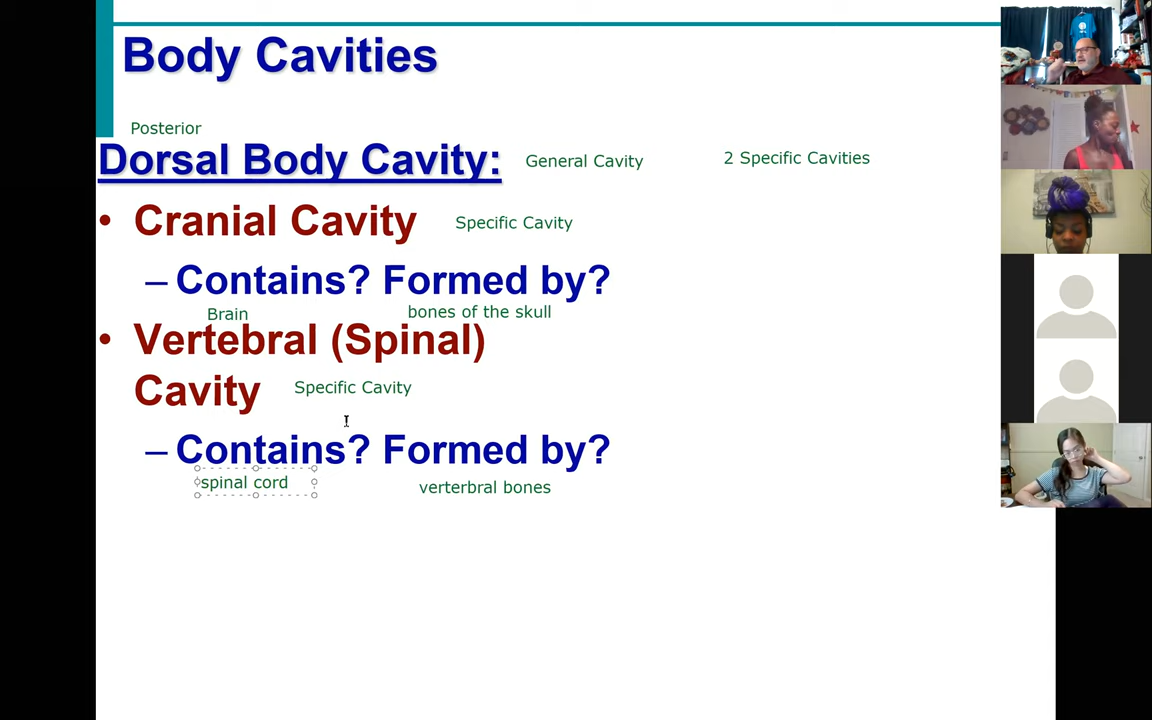 Body Cavities
Posterior
Dorsal Body Cavity: General Cavity 2 Specific Cavities
• Cranial Cavity Specific Cavity
– Contains? Formed by?
Brain bones of the skull
• Vertebral (Spinal)
Cavity Specific Cavity
– Contains? Formed by?
spinal cord verterbral bones